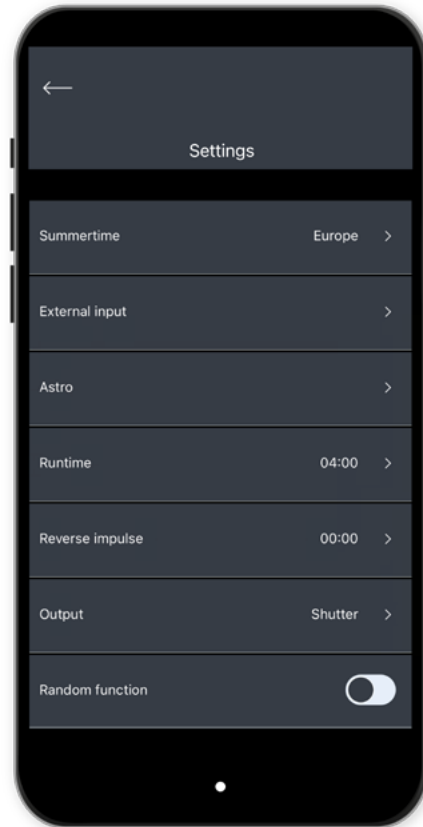 Settings
Summertime Europe
External input
Astro
Runtime 04:00
Reverse impulse 00:00
Output Shutter
Random function